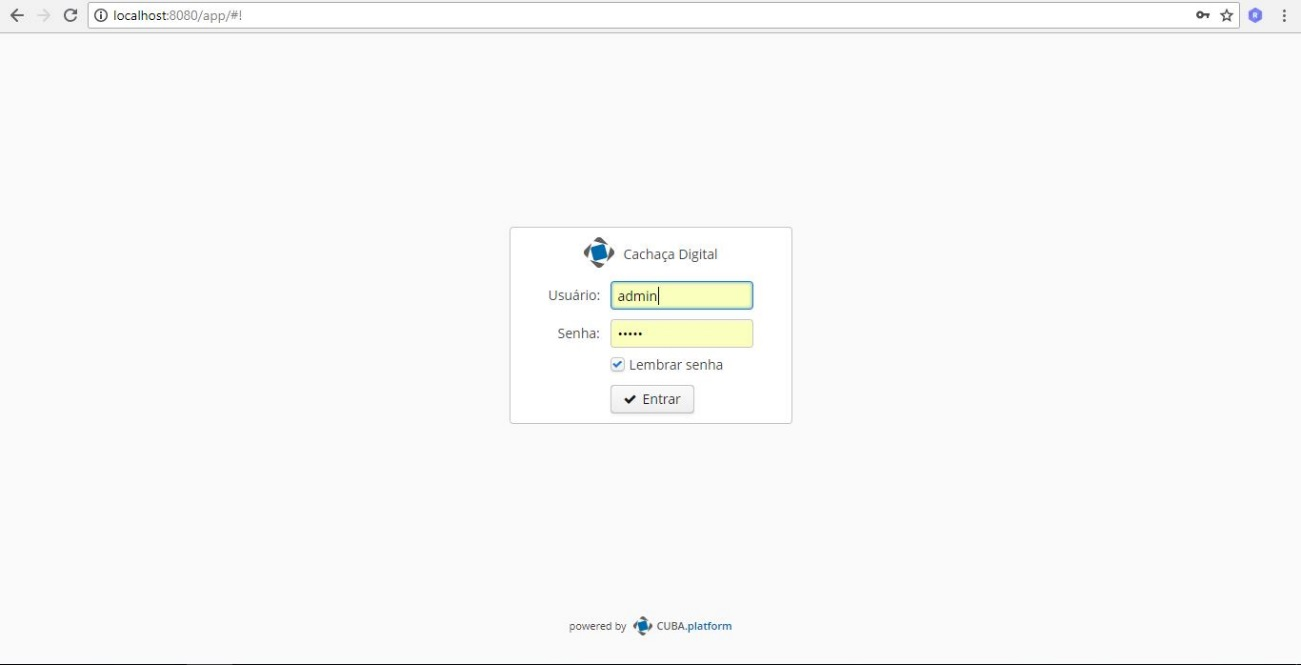 localhost:8080/app/#!
Cachaça Digital
Usuário: admin
Senha: •••••
Lembrar senha
Entrar
powered by CUBA.platform